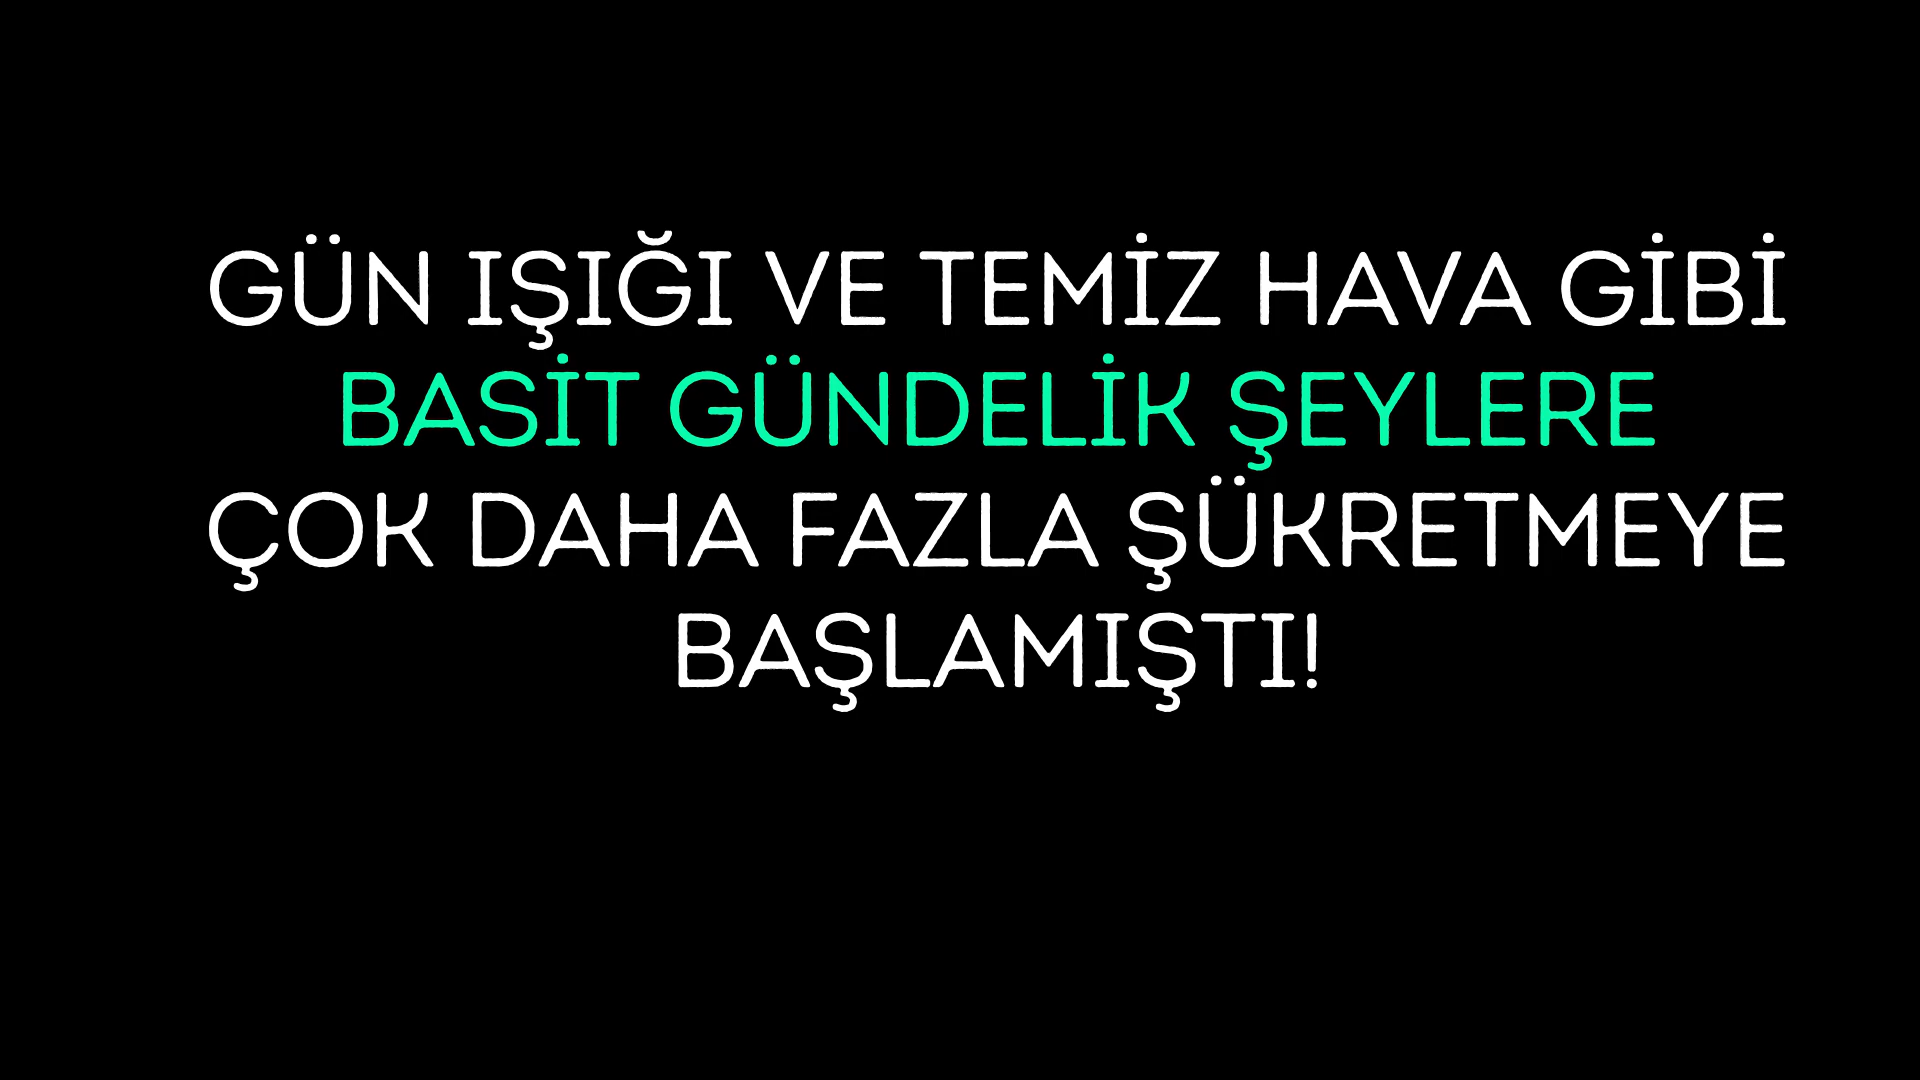 GÜN IŞIĞI VE TEMİZ HAVA GİBİ
BASİT GÜNDELİK ŞEYLERE
ÇOK DAHA FAZLA ŞÜKRETMEYE
BAŞLAMIŞTI!